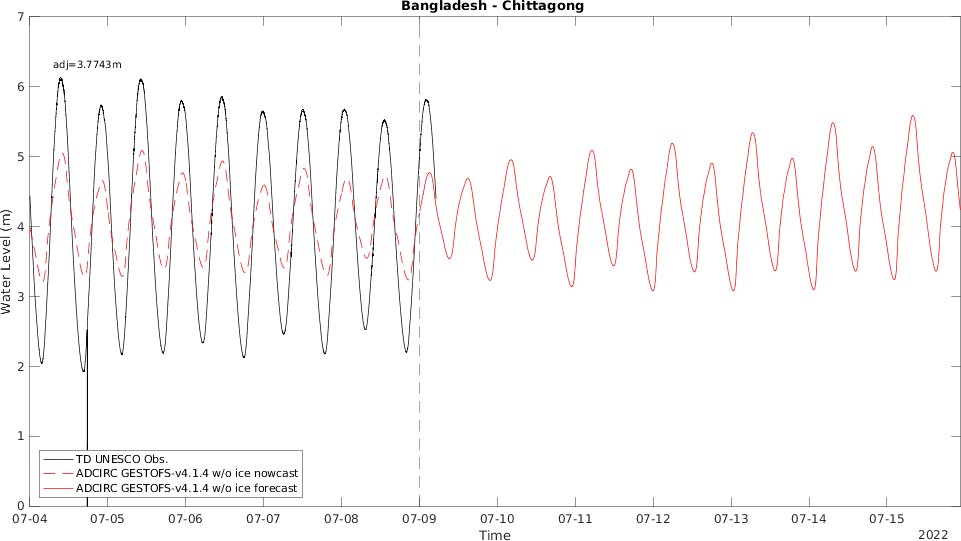 Bangladesh - Chittagong
adj=3.7743m
7
6
5
4
3
2
1
0
Water Level (m)
TD UNESCO Obs.
ADCIRC GESTOFS-v4.1.4 w/o ice nowcast
ADCIRC GESTOFS-v4.1.4 w/o ice forecast
07-04 07-05 07-06 07-07 07-08 07-09 07-10 07-11 07-12 07-13 07-14 07-15
Time
2022